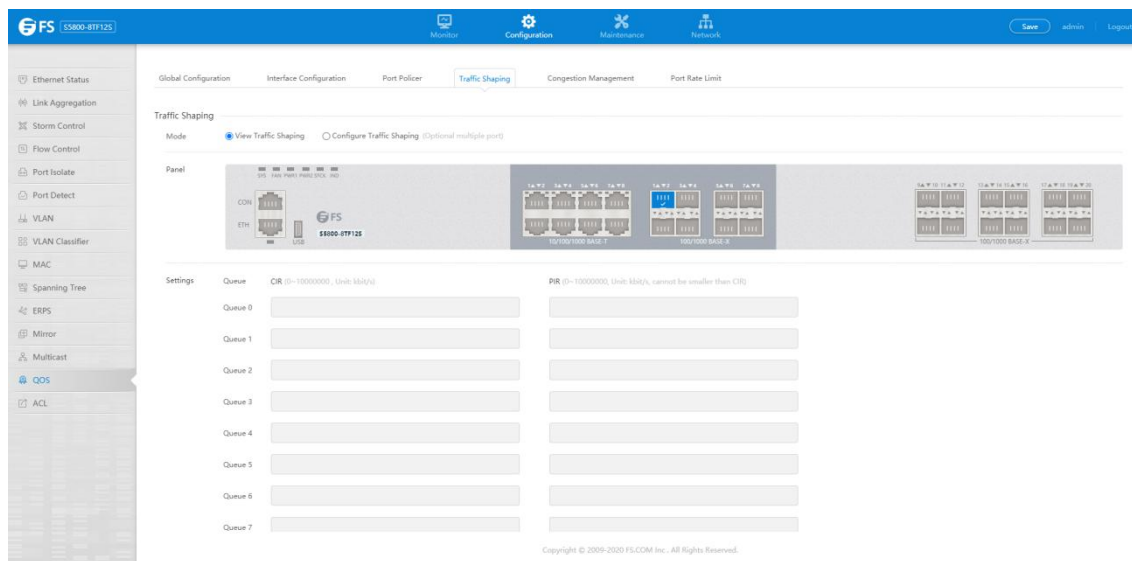 FS S5800-8TF12S
Monitor Configuration Maintenance Network
Save admin Logout
Ethernet Status
Link Aggregation
Storm Control
Flow Control
Port Isolate
Port Detect
VLAN
VLAN Classifier
MAC
Spanning Tree
ERPS
Mirror
Multicast
QOS
ACL
Global Configuration Interface Configuration Port Policer Traffic Shaping Congestion Management Port Rate Limit
Traffic Shaping
Mode View Traffic Shaping Configure Traffic Shaping (Optional multiple port)
Panel
SYS FAN PWR1 PWR2 STCK IND
CON
ETH
USB
FS
S5800-8TF12S
10/100/1000 BASE-T
100/1000 BASE-X
100/1000 BASE-X
Settings Queue CIR (0~10000000, Unit: kbit/s) PIR (0~10000000, Unit: kbit/s, cannot be smaller than CIR)
Queue 0
Queue 1
Queue 2
Queue 3
Queue 4
Queue 5
Queue 6
Queue 7
Copyright © 2009-2020 FS.COM Inc. All Rights Reserved.